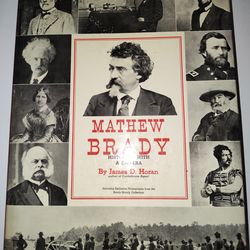 MATHEW
BRADY
HISTORIAN WITH
A CAMERA
By James D. Horan
author of Confederate Agent